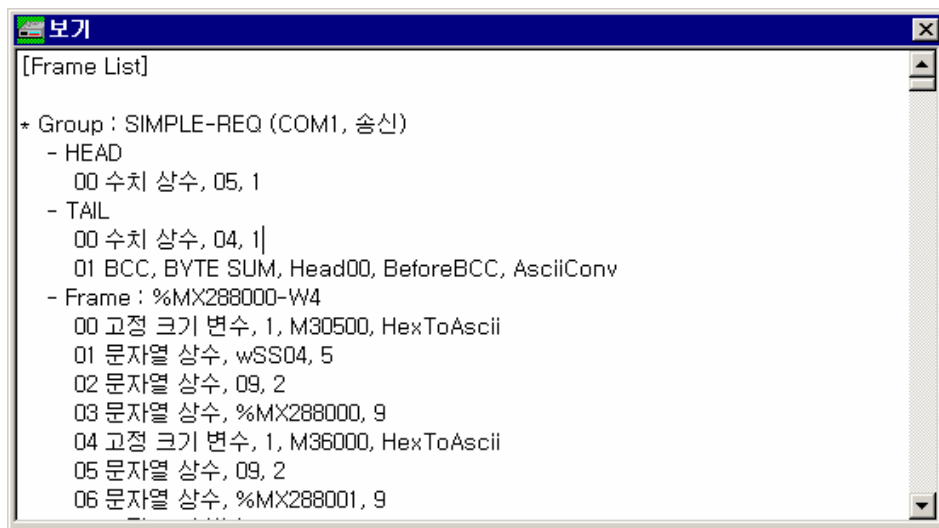 보기
[Frame List]
* Group : SIMPLE-REQ (COM1, 송신)
- HEAD
00 수치 상수, 05, 1
- TAIL
00 수치 상수, 04, 1
01 BCC, BYTE SUM, Head00, BeforeBCC, AsciiConv
- Frame : %MX288000-W4
00 고정 크기 변수, 1, M30500, HexToAscii
01 문자열 상수, wSS04, 5
02 문자열 상수, 09, 2
03 문자열 상수, %MX288000, 9
04 고정 크기 변수, 1, M36000, HexToAscii
05 문자열 상수, 09, 2
06 문자열 상수, %MX288001, 9